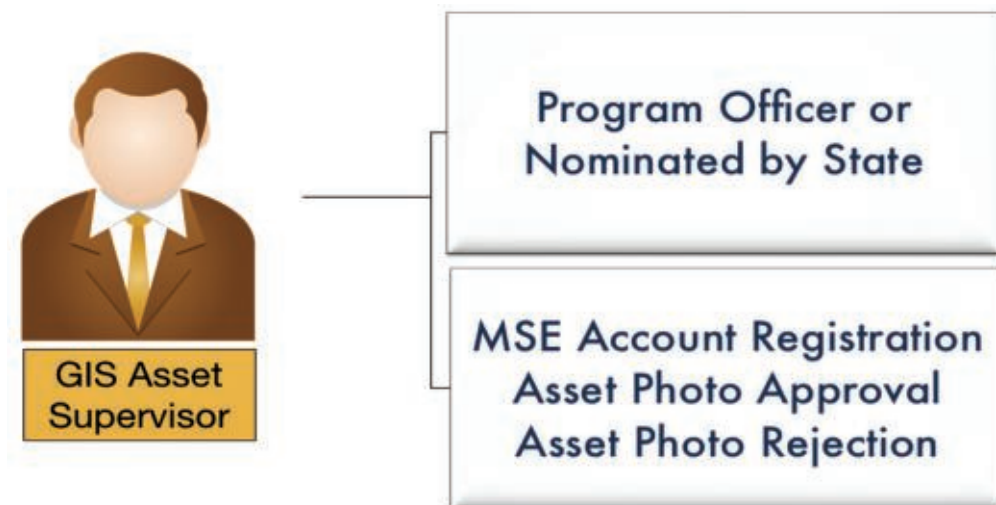 Program Officer or
Nominated by State
GIS Asset
Supervisor
MSE Account Registration
Asset Photo Approval
Asset Photo Rejection